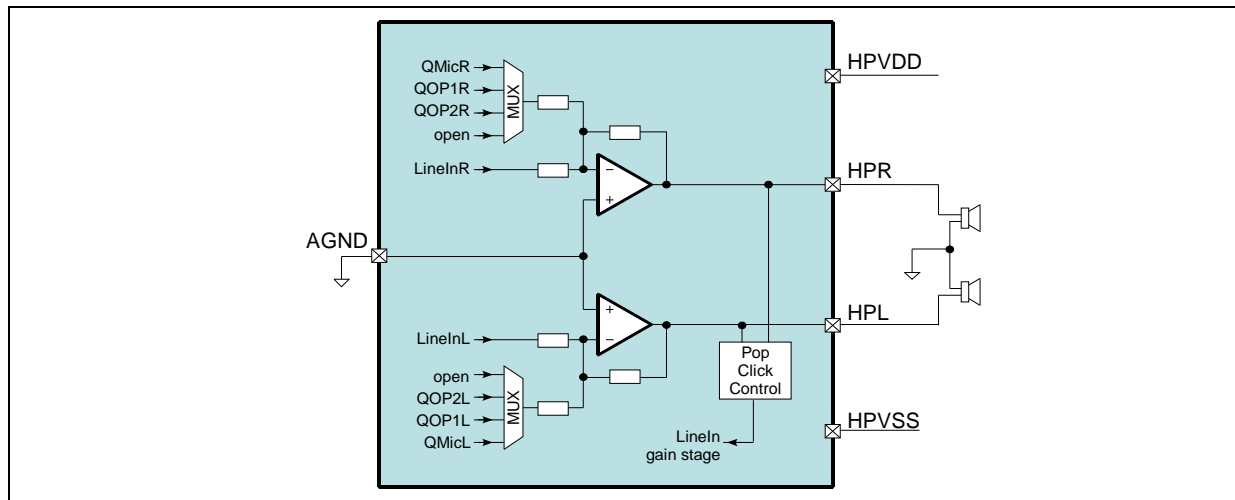 QMicR
QOP1R
QOP2R
open
MUX
LineInR
−
+
AGND
HPVDD
HPR
+
−
LineInL
open
QOP2L
QOP1L
QMicL
MUX
HPL
Pop
Click
Control
LineIn
gain stage
HPVSS